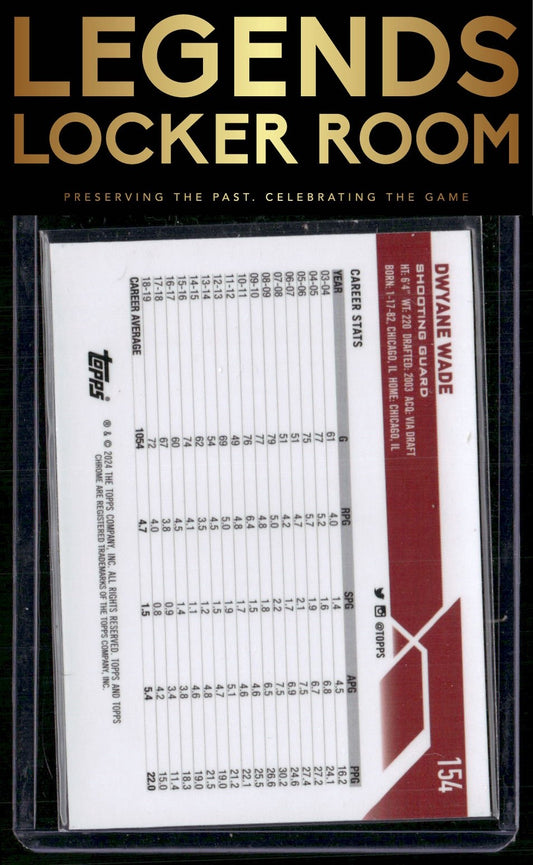 LEGENDS
LOCKER ROOM
PRESERVING THE PAST. CELEBRATING THE GAME
154
DWYANE WADE
SHOOTING GUARD
HT: 6'4" WT: 220 DRAFTED: 2003 ACQ: VIA DRAFT
BORN: 1-17-82, CHICAGO, IL HOME: CHICAGO, IL
@TOPPS
CAREER STATS
YEAR G RPG SPG APG PPG
03-04 61 4.0 1.4 4.5 16.2
04-05 77 5.2 1.6 6.8 24.1
05-06 75 5.7 1.9 6.7 27.2
06-07 51 4.7 2.1 7.5 27.4
07-08 51 4.2 1.7 6.9 24.6
08-09 79 5.0 2.2 7.5 30.2
09-10 77 4.8 1.8 6.5 26.6
10-11 76 6.4 1.5 4.6 25.5
11-12 49 4.8 1.7 4.6 22.1
12-13 69 5.0 1.9 5.1 21.2
13-14 54 4.5 1.5 4.7 19.0
14-15 62 3.5 1.2 4.8 21.5
15-16 74 4.1 1.1 4.6 19.0
16-17 60 4.5 1.4 3.8 18.3
17-18 67 3.8 0.9 3.4 11.4
18-19 72 4.0 0.8 4.2 15.0
CAREER AVERAGE 1054 4.7 1.5 5.4 22.0
topps
® & © 2024 THE TOPPS COMPANY, INC. ALL RIGHTS RESERVED. TOPPS AND TOPPS
CHROME ARE REGISTERED TRADEMARKS OF THE TOPPS COMPANY, INC.